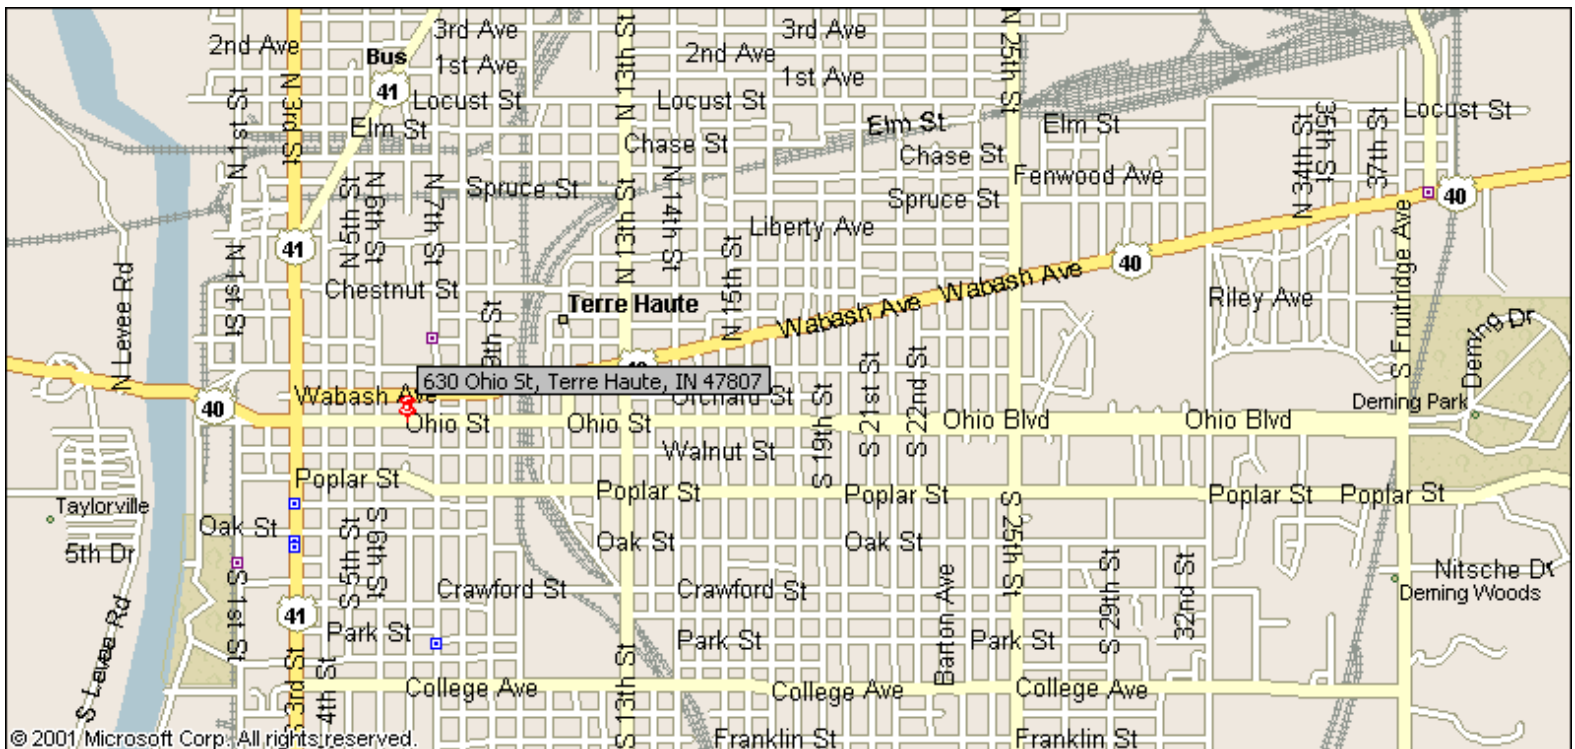 2nd Ave
3rd Ave
3rd Ave
Bus
1st Ave
2nd Ave
1st Ave
41
Locust St
Locust St
Locust St
N 1st St
N 3rd St
Elm St
N 13th St
Elm St
Elm St
N 25th St
Chase St
Chase St
N 34th St
35th St
37th St
Spruce St
Spruce St
Fenwood Ave
40
N 5th St
N 6th St
N 7th St
N 13th St
N 14th St
Liberty Ave
41
40
N Levee Rd
N 1st St
Chestnut St
Terre Haute
N 15th St
Wabash Ave
Wabash Ave
Riley Ave
S Fruitridge Ave
Deming Dr
9th St
630 Ohio St, Terre Haute, IN 47807
40
Wabash Ave
Orchard St
Ohio St
Ohio St
S 19th St
S 21st St
S 22nd St
Ohio Blvd
Ohio Blvd
Deming Park
Walnut St
Poplar St
Poplar St
Poplar St
Poplar St
Poplar St
Taylorville
Oak St
5th Dr
S 5th St
S 6th St
Oak St
Oak St
S 25th St
S 1st St
Crawford St
Crawford St
Barton Ave
S 29th St
32nd St
Nitsche Dr
Deming Woods
41
S Levee Rd
Park St
Park St
Park St
S 3rd St
4th St
College Ave
S 13th St
College Ave
College Ave
Franklin St
Franklin St
© 2001 Microsoft Corp. All rights reserved.